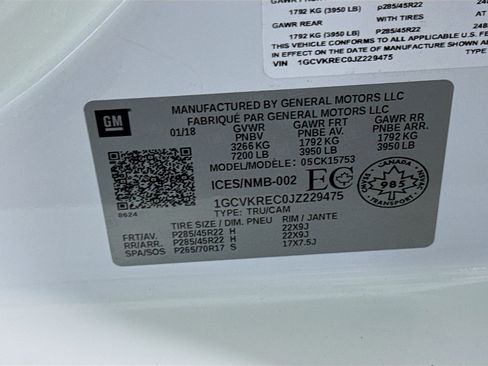 1792 KG (3950 LB) P285/45R22
GAWR REAR WITH TIRES AT
1792 KG (3950 LB) P285/45R22 248
THIS VEHICLE CONFORMS TO ALL APPLICABLE U.S. FE
IN EFFECT ON THE DATE OF MANUFACTURE SHOWN A
VIN 1GCVKREC0JZ229475 TYPE
GM
MANUFACTURED BY GENERAL MOTORS LLC
FABRIQUÉ PAR GENERAL MOTORS LLC
01/18 GVWR GAWR FRT GAWR RR
PNBV PNBE AV PNBE ARR
3266 KG 1792 KG 1792 KG
7200 LB 3950 LB 3950 LB
MODEL/MODÈLE: 05CK15753
ICES/NMB-002 EC
CANADA
985
TRANSPORT
8624
1GCVKREC0JZ229475
TYPE: TRU/CAM
TIRE SIZE / DIM. PNEU RIM / JANTE
FRT/AV. P285/45R22 H 22X9J
RR/ARR. P285/45R22 H 22X9J
SPA/SOS P265/70R17 S 17X7.5J